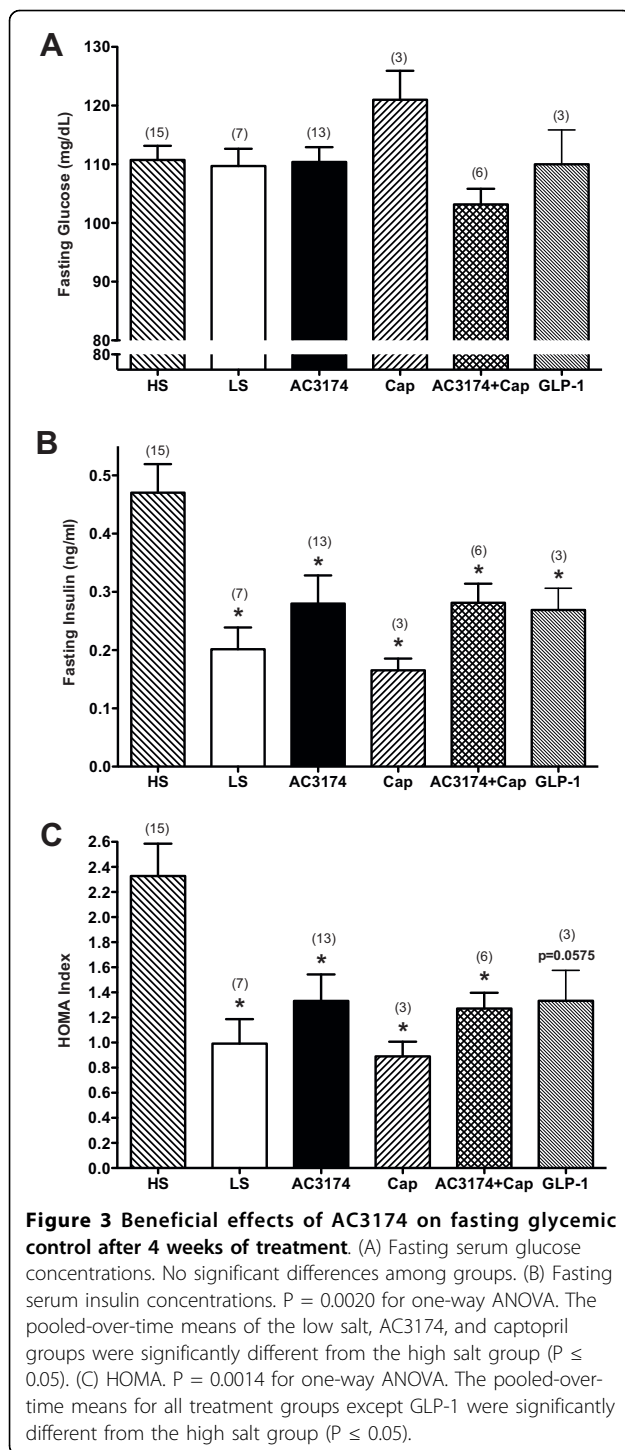 A
(3)
(15) (7) (13) (3)
(6)
Fasting Glucose (mg/dL)
130
120
110
100
90
80
80
HS LS AC3174 Cap AC3174+Cap GLP-1
B
(15)
(13)
(7) (6) (3)
* * * *
(3)
*
Fasting Insulin (ng/ml)
0.5
0.4
0.3
0.2
0.1
0.0
HS LS AC3174 Cap AC3174+Cap GLP-1
C
(15)
(13) (6) (3)
p=0.0575
(7) * *
* (3)
*
HOMA Index
2.6
2.4
2.2
2.0
1.8
1.6
1.4
1.2
1.0
0.8
0.6
0.4
0.2
0.0
HS LS AC3174 Cap AC3174+Cap GLP-1
Figure 3 Beneficial effects of AC3174 on fasting glycemic
control after 4 weeks of treatment. (A) Fasting serum glucose
concentrations. No significant differences among groups. (B) Fasting
serum insulin concentrations. P = 0.0020 for one-way ANOVA. The
pooled-over-time means of the low salt, AC3174, and captopril
groups were significantly different from the high salt group (P ≤
0.05). (C) HOMA. P = 0.0014 for one-way ANOVA. The pooled-over-
time means for all treatment groups except GLP-1 were significantly
different from the high salt group (P ≤ 0.05).